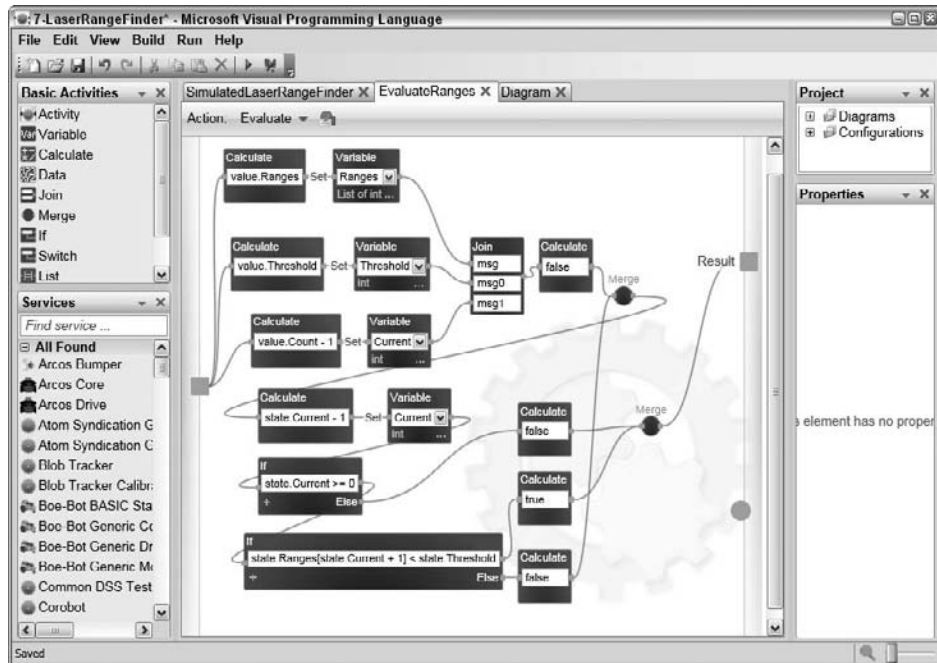 7-LaserRangeFinder* - Microsoft Visual Programming Language
File Edit View Build Run Help
Basic Activities
Activity
Variable
Calculate
Data
Join
Merge
If
Switch
List
Services
Find service ...
All Found
Arcos Bumper
Arcos Core
Arcos Drive
Atom Syndication G
Atom Syndication G
Blob Tracker
Blob Tracker Calibra
Boe-Bot BASIC Sta
Boe-Bot Generic Co
Boe-Bot Generic Dr
Boe-Bot Generic Mo
Common DSS Test
Corobot
SimulatedLaserRangeFinder EvaluateRanges Diagram
Action: Evaluate
Calculate
value.Ranges
Set
Variable
Ranges
List of int ...
Calculate
value.Threshold
Set
Variable
Threshold
int ...
Calculate
value.Count - 1
Set
Variable
Current
int ...
Join
msg
msg0
msg1
Calculate
false
Merge
Result
Calculate
state.Current - 1
Set
Variable
Current
int ...
If
state.Current >= 0
+ Else
Calculate
false
Merge
Calculate
true
If
state.Ranges[state.Current + 1] < state.Threshold
+ Else
Calculate
false
Project
Diagrams
Configurations
Properties
s element has no proper
Saved